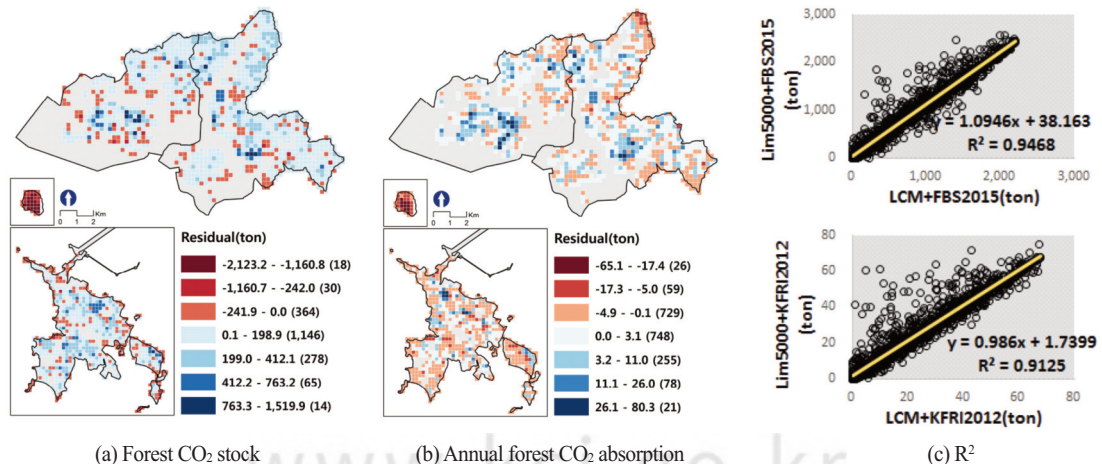 Km
0 1 2
Residual(ton)
-2,123.2 - -1,160.8 (18)
-1,160.7 - -242.0 (30)
-241.9 - 0.0 (364)
0.1 - 198.9 (1,146)
199.0 - 412.1 (278)
412.2 - 763.2 (65)
763.3 - 1,519.9 (14)
(a) Forest CO₂ stock
Km
0 1 2
Residual(ton)
-65.1 - -17.4 (26)
-17.3 - -5.0 (59)
-4.9 - -0.1 (729)
0.0 - 3.1 (748)
3.2 - 11.0 (255)
11.1 - 26.0 (78)
26.1 - 80.3 (21)
(b) Annual forest CO₂ absorption
Lim5000+FBS2015
(ton)
3,000
2,000
1,000
0
y = 1.0946x + 38.163
R² = 0.9468
0 1,000 2,000 3,000
LCM+FBS2015(ton)
Lim5000+KFRI2012
(ton)
80
60
40
20
0
y = 0.986x + 1.7399
R² = 0.9125
0 20 40 60 80
LCM+KFRI2012(ton)
(c) R²